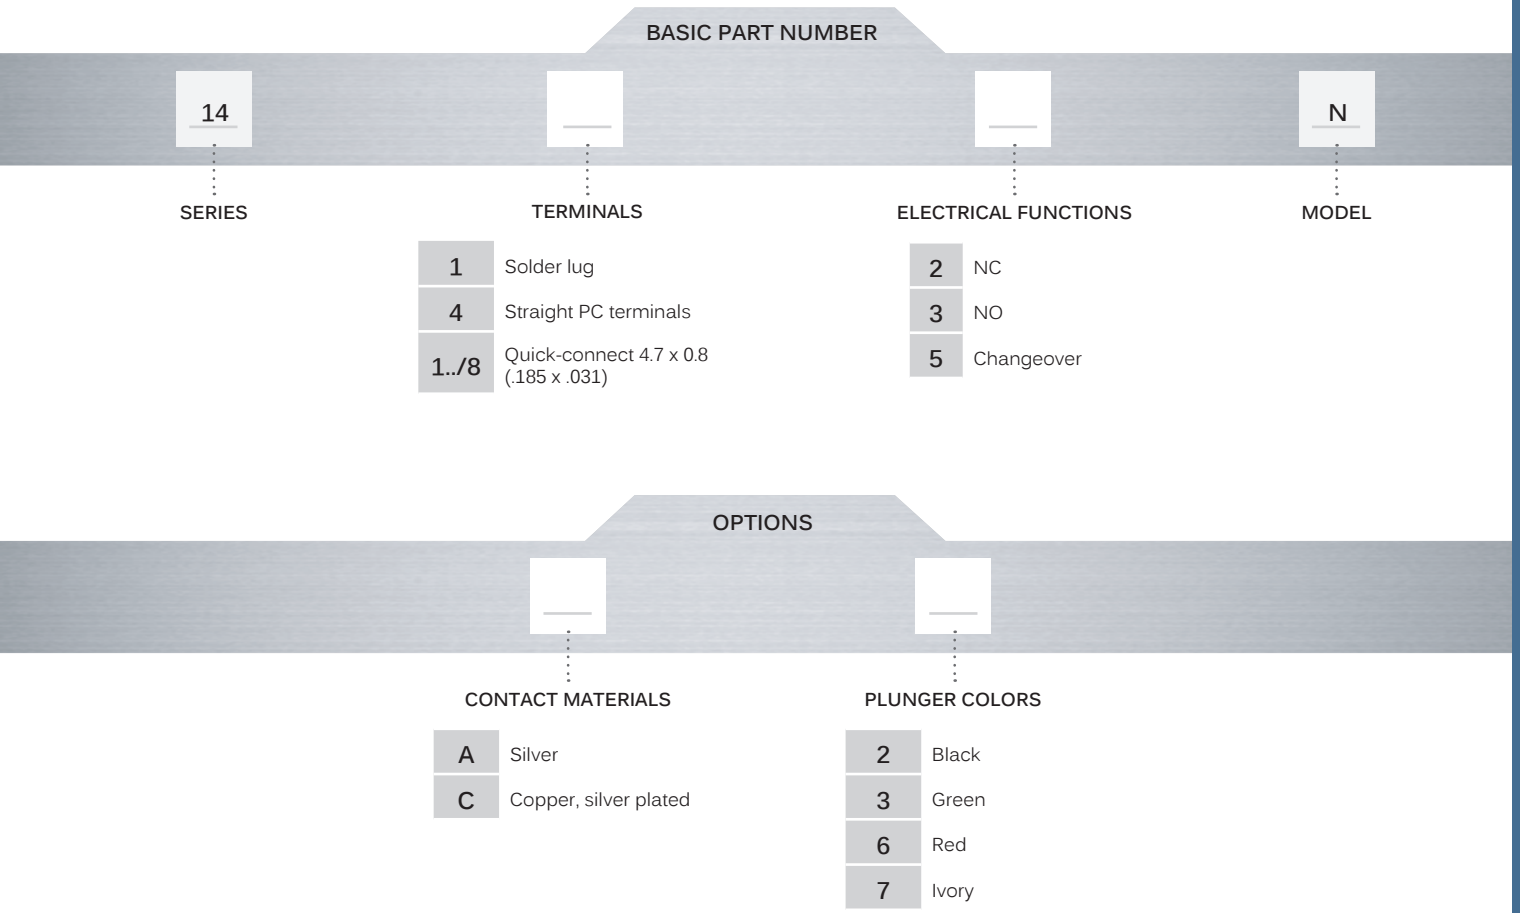 BASIC PART NUMBER
14
N
SERIES
TERMINALS
ELECTRICAL FUNCTIONS
MODEL
1 Solder lug
4 Straight PC terminals
1../8 Quick-connect 4.7 x 0.8
(.185 x .031)
2 NC
3 NO
5 Changeover
OPTIONS
CONTACT MATERIALS
PLUNGER COLORS
A Silver
C Copper, silver plated
2 Black
3 Green
6 Red
7 Ivory